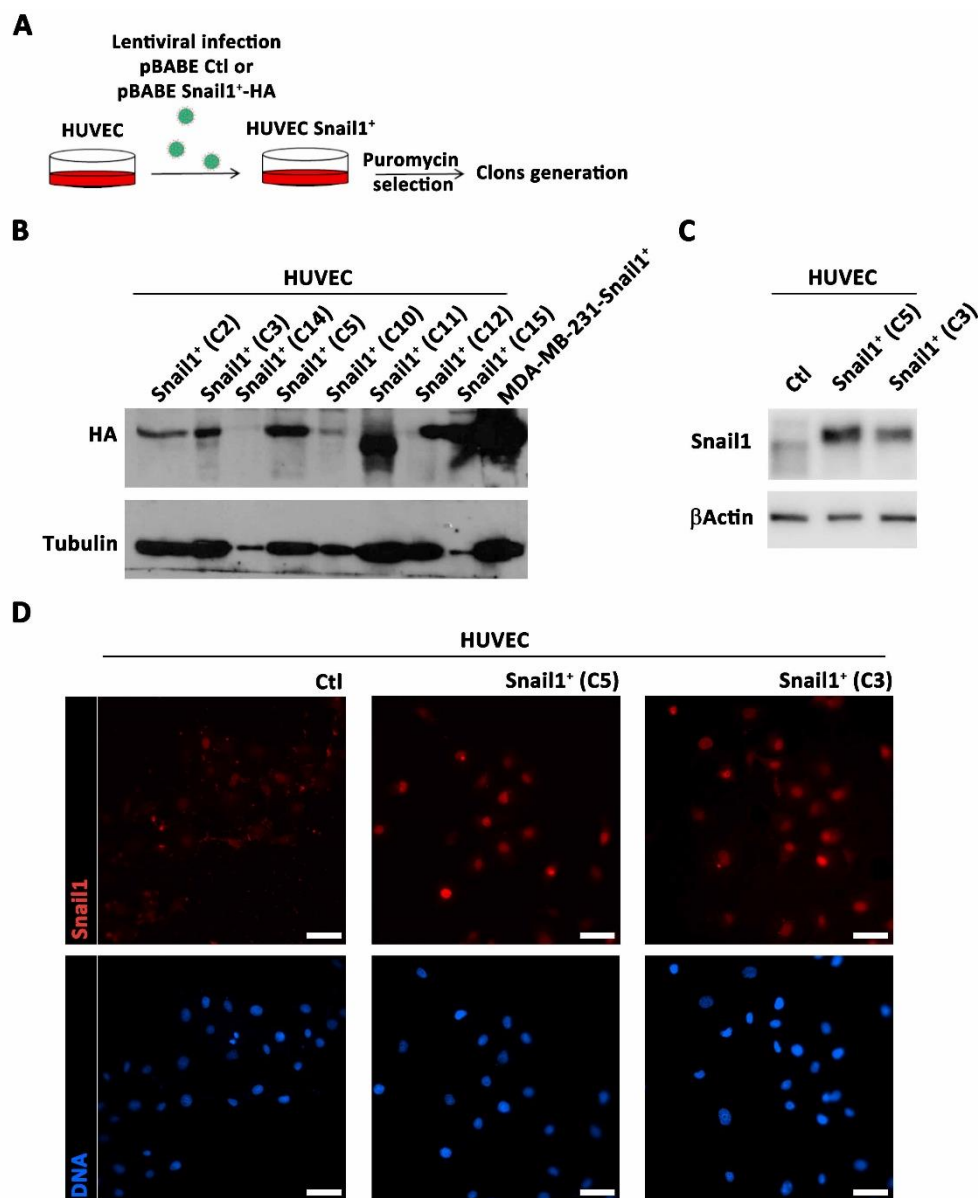 A
Lentiviral infection
pBABE Ctl or
pBABE Snail1⁺-HA
HUVEC
HUVEC Snail1⁺
Puromycin
selection
Clons generation
B
HUVEC
Snail1⁺ (C2)
Snail1⁺ (C3)
Snail1⁺ (C14)
Snail1⁺ (C5)
Snail1⁺ (C10)
Snail1⁺ (C11)
Snail1⁺ (C12)
Snail1⁺ (C15)
MDA-MB-231-Snail1⁺
HA
Tubulin
C
HUVEC
Ctl
Snail1⁺ (C5)
Snail1⁺ (C3)
Snail1
βActin
D
HUVEC
Ctl
Snail1⁺ (C5)
Snail1⁺ (C3)
Snail1
DNA